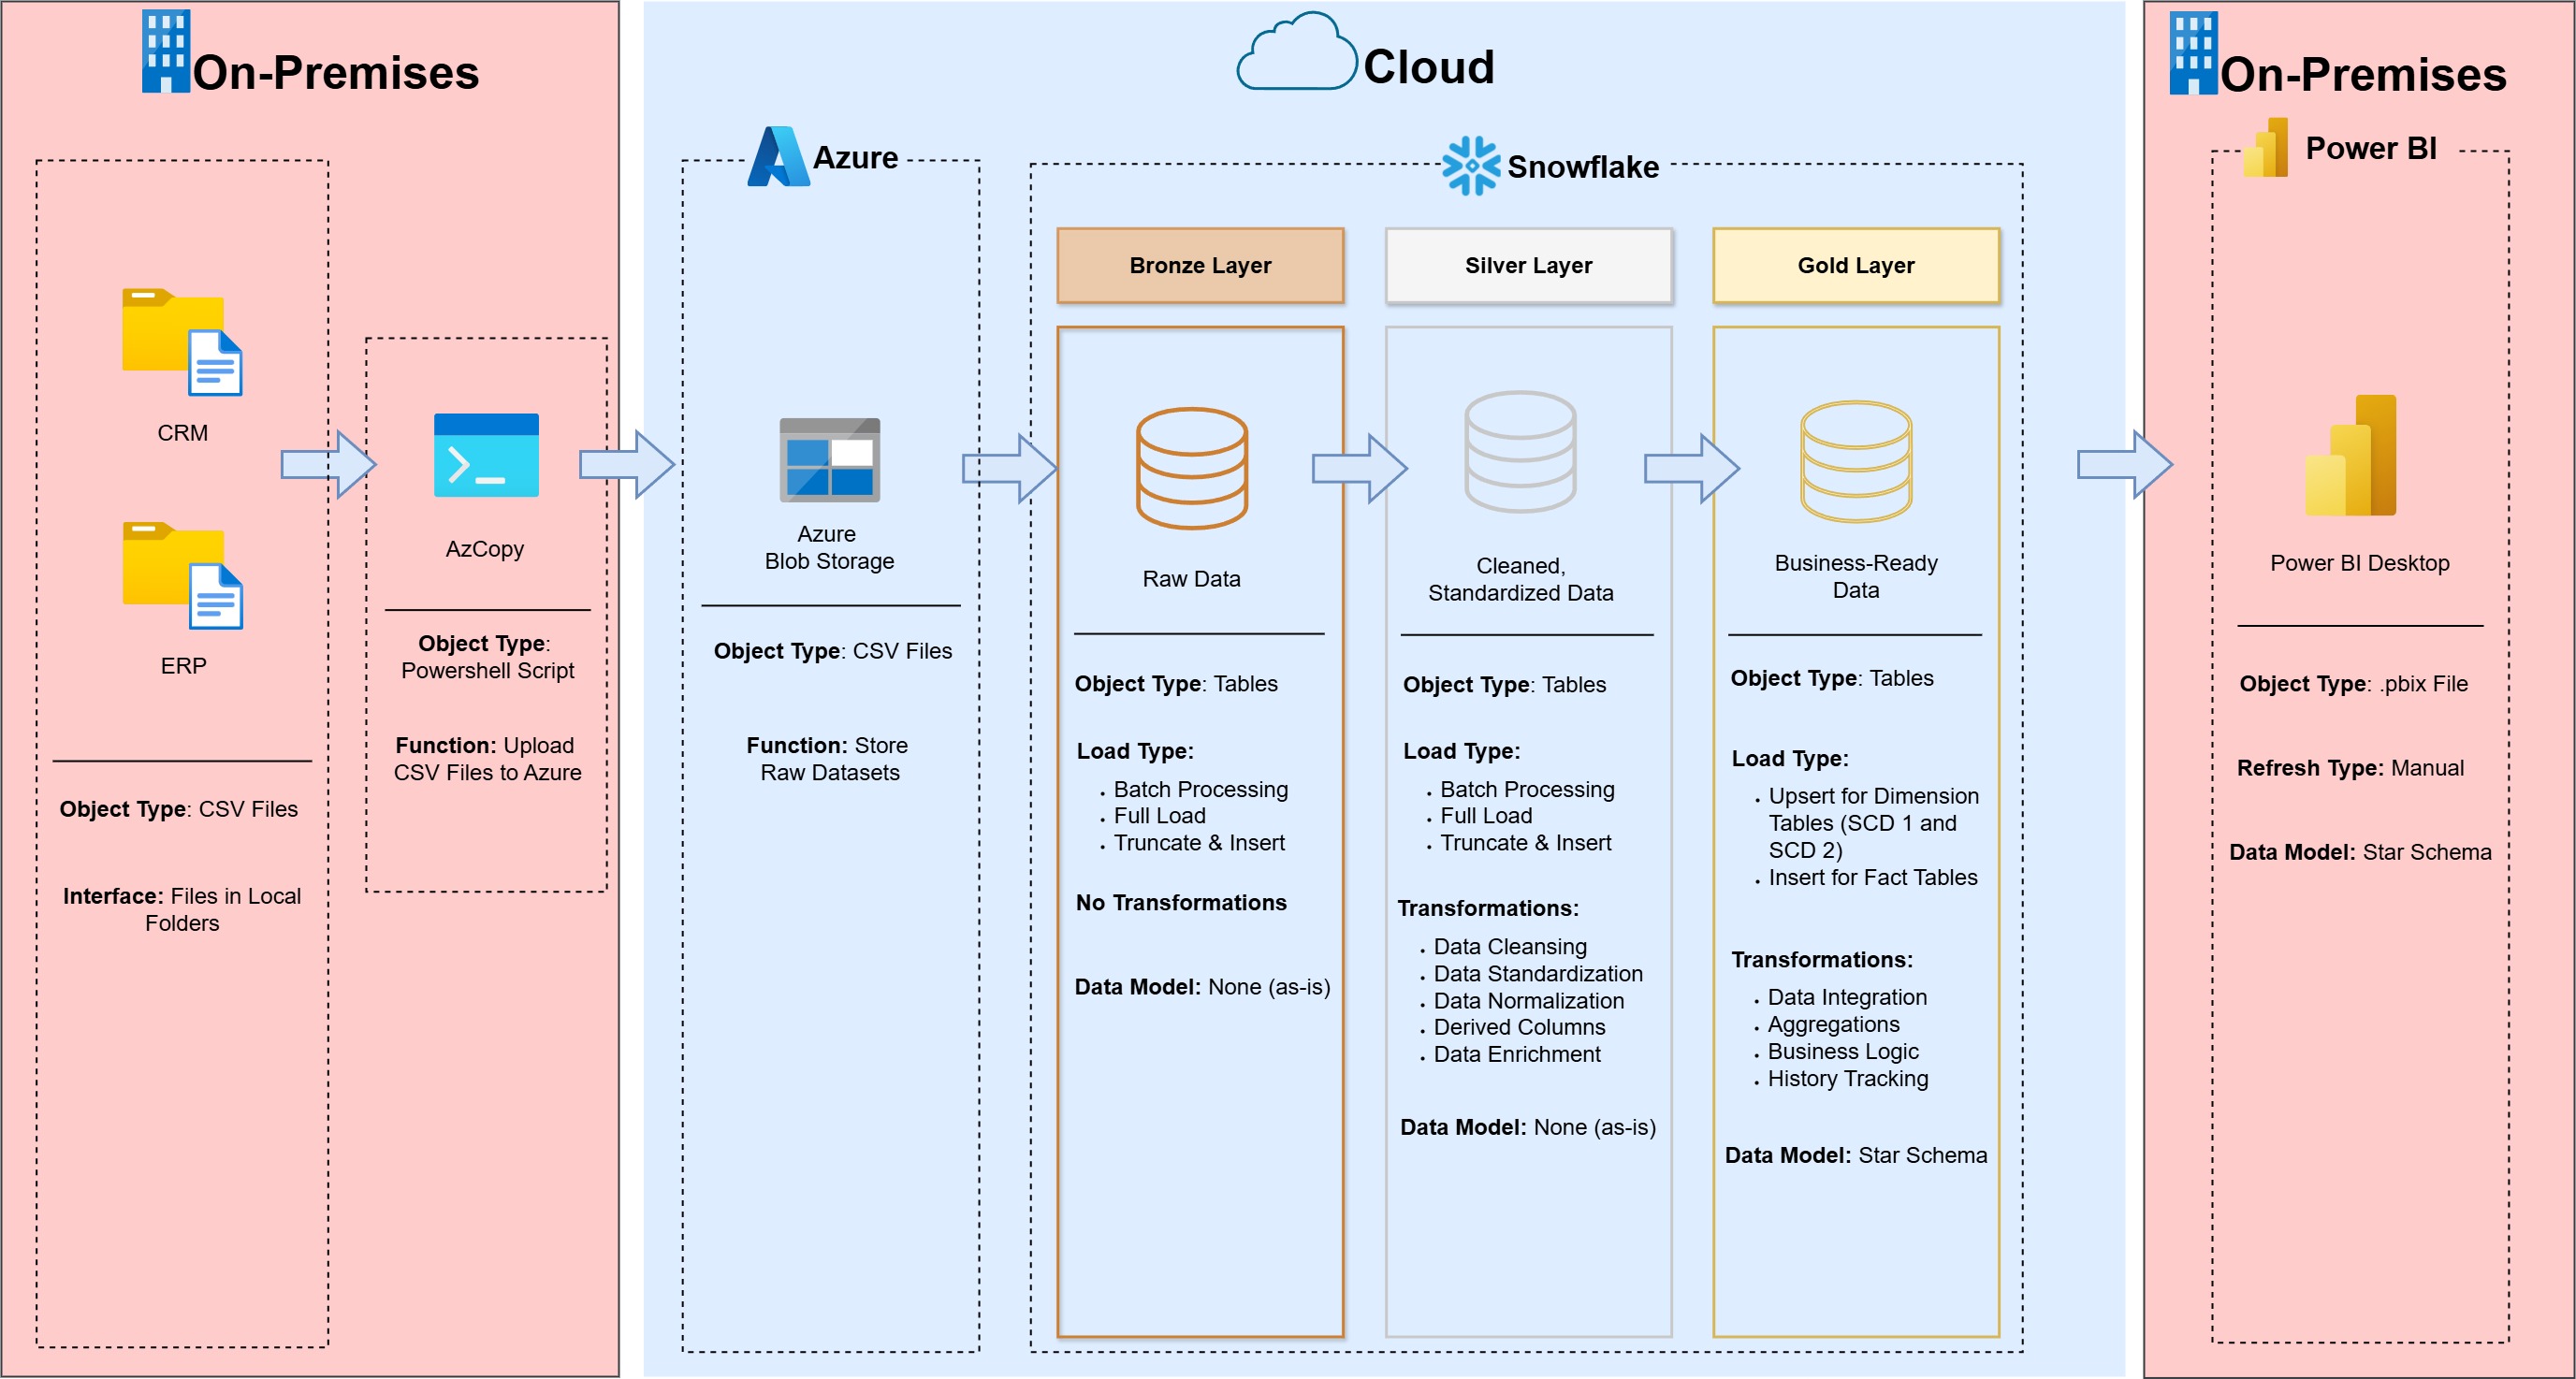 On-Premises
CRM
ERP
Object Type: CSV Files
Interface: Files in Local
Folders
AzCopy
Object Type:
Powershell Script
Function: Upload
CSV Files to Azure
Cloud
Azure
Azure
Blob Storage
Object Type: CSV Files
Function: Store
Raw Datasets
Snowflake
Bronze Layer
Raw Data
Object Type: Tables
Load Type:
Batch Processing
Full Load
Truncate & Insert
No Transformations
Data Model: None (as-is)
Silver Layer
Cleaned,
Standardized Data
Object Type: Tables
Load Type:
Batch Processing
Full Load
Truncate & Insert
Transformations:
Data Cleansing
Data Standardization
Data Normalization
Derived Columns
Data Enrichment
Data Model: None (as-is)
Gold Layer
Business-Ready
Data
Object Type: Tables
Load Type:
Upsert for Dimension
Tables (SCD 1 and
SCD 2)
Insert for Fact Tables
Transformations:
Data Integration
Aggregations
Business Logic
History Tracking
Data Model: Star Schema
On-Premises
Power BI
Power BI Desktop
Object Type: .pbix File
Refresh Type: Manual
Data Model: Star Schema